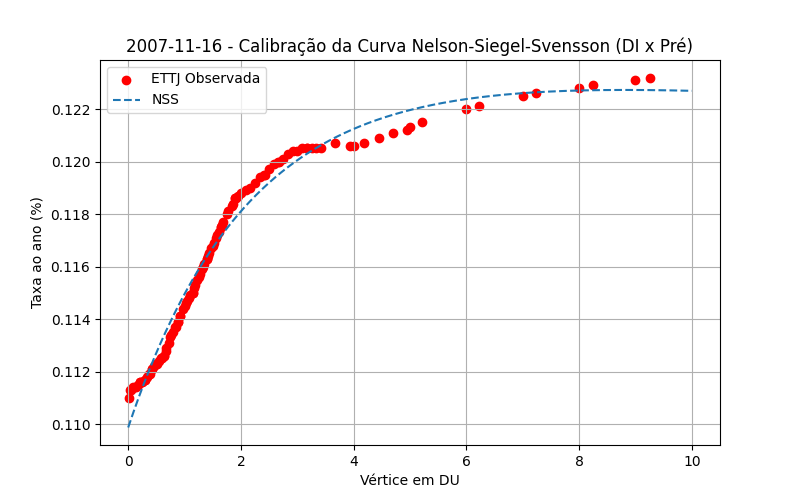 2007-11-16 - Calibração da Curva Nelson-Siegel-Svensson (DI x Pré)
ETTJ Observada
NSS
Taxa ao ano (%)
0.122
0.120
0.118
0.116
0.114
0.112
0.110
0 2 4 6 8 10
Vértice em DU